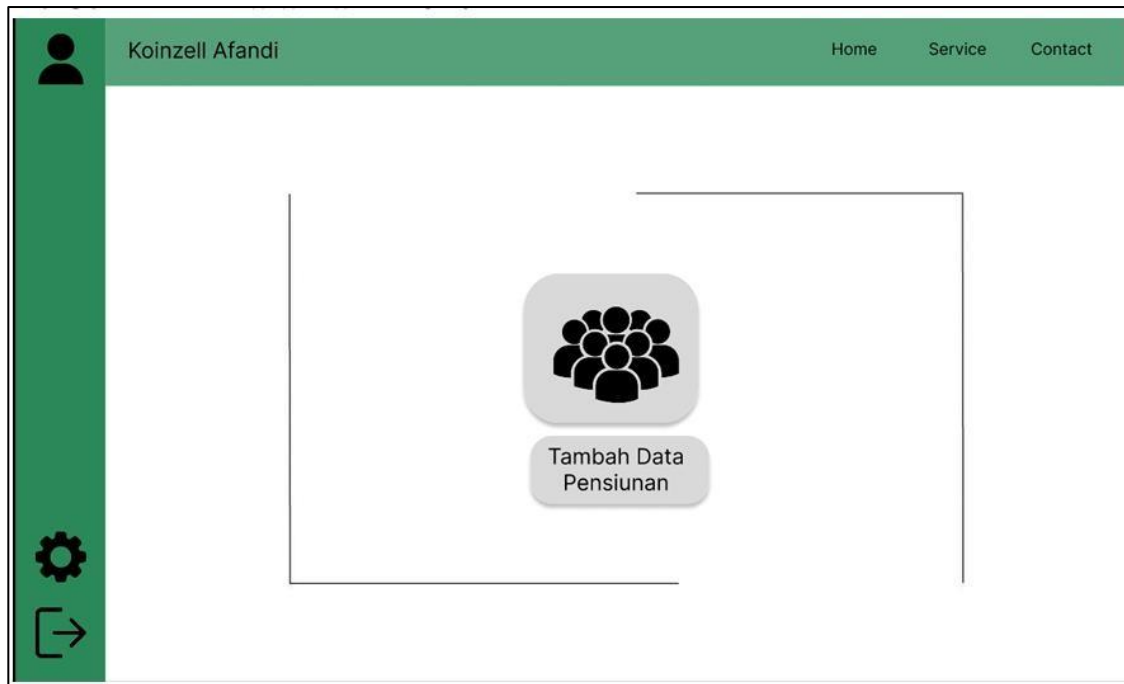 Koinzell Afandi
Home
Service
Contact
Tambah Data
Pensiunan